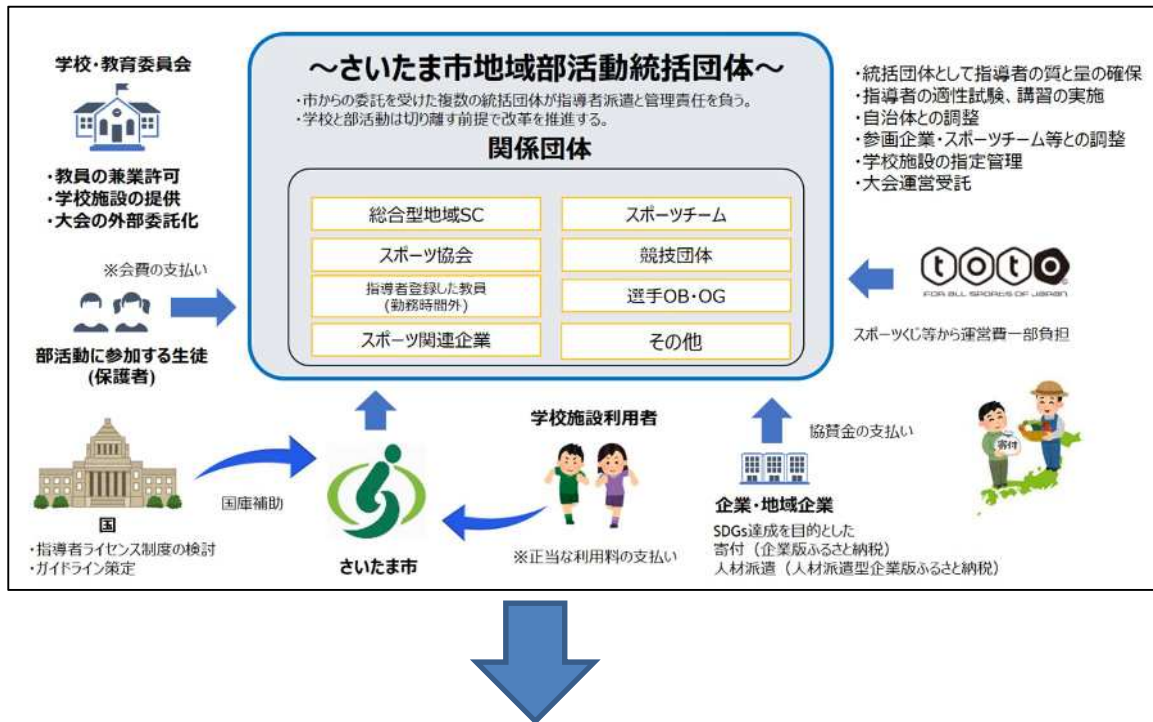 学校・教育委員会
・教員の兼業許可
・学校施設の提供
・大会の外部委託化
～さいたま市地域部活動統括団体～
・市からの委託を受けた複数の統括団体が指導者派遣と管理責任を負う。
・学校と部活動は切り離す前提で改革を推進する。
関係団体
総合型地域SC
スポーツチーム
スポーツ協会
競技団体
指導者登録した教員
(勤務時間外)
選手OB・OG
スポーツ関連企業
その他
・統括団体として指導者の質と量の確保
・指導者の適性試験、講習の実施
・自治体との調整
・参画企業・スポーツチーム等との調整
・学校施設の指定管理
・大会運営受託
※会費の支払い
部活動に参加する生徒
(保護者)
toto
FOR ALL SPORTS OF JAPAN
スポーツくじ等から運営費一部負担
国
・指導者ライセンス制度の検討
・ガイドライン策定
国庫補助
さいたま市
学校施設利用者
※正当な利用料の支払い
協賛金の支払い
企業・地域企業
SDGs達成を目的とした
寄付（企業版ふるさと納税）
人材派遣（人材派遣型企業版ふるさと納税）
寄付